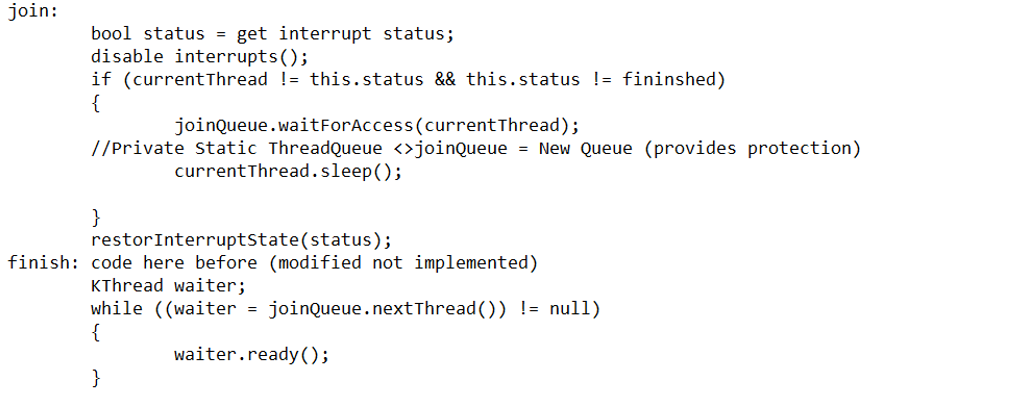 join:
bool status = get interrupt status;
disable interrupts();
if (currentThread != this.status && this.status != fininshed)
{
joinQueue.waitForAccess(currentThread);
//Private Static ThreadQueue <>joinQueue = New Queue (provides protection)
currentThread.sleep();
}
restorInterruptState(status);
finish: code here before (modified not implemented)
KThread waiter;
while ((waiter = joinQueue.nextThread()) != null)
{
waiter.ready();
}